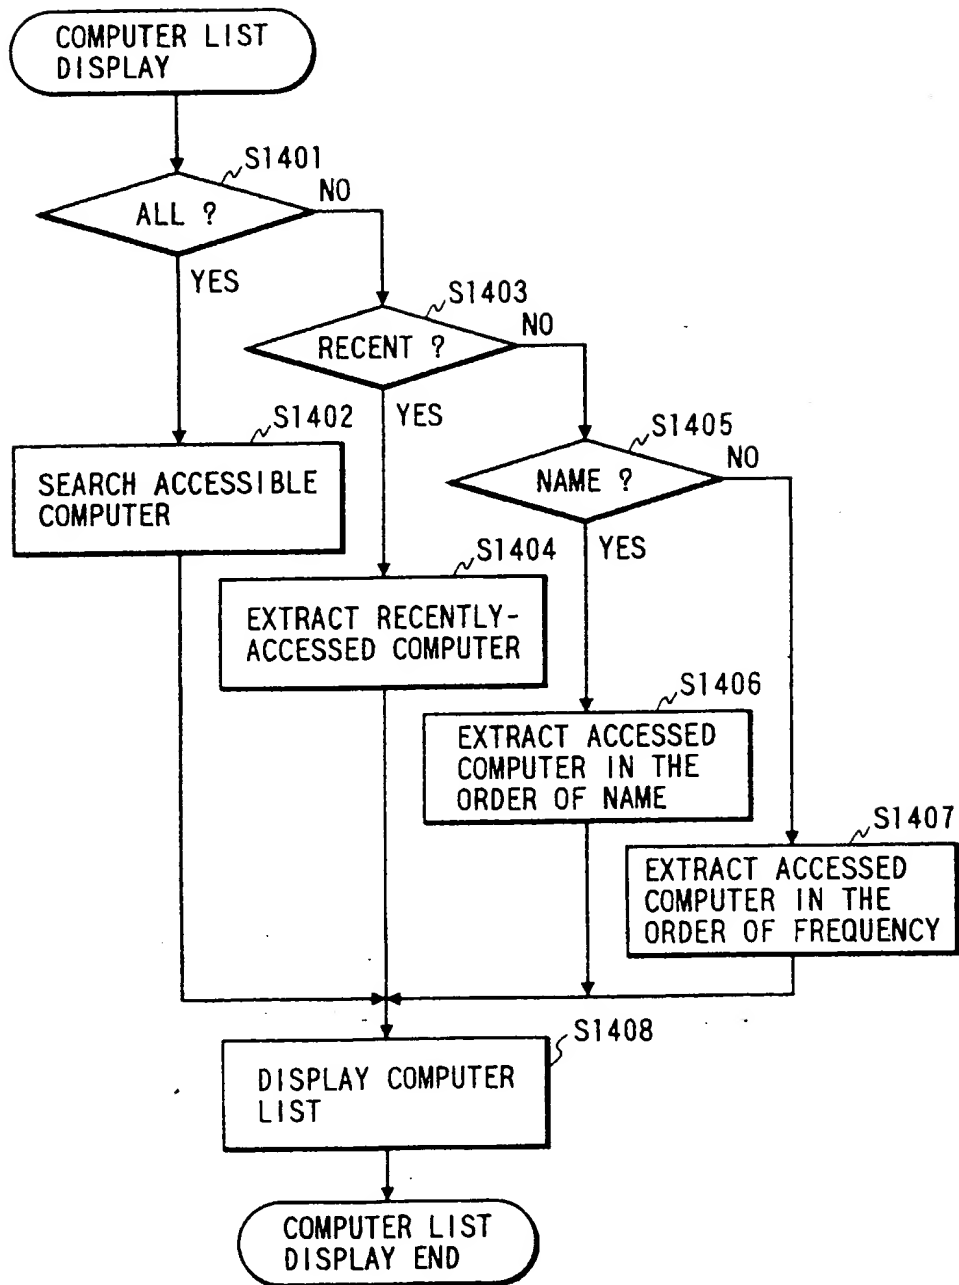 COMPUTER LIST
DISPLAY
S1401
ALL ?
NO
YES
S1403
RECENT ?
NO
YES
S1402
SEARCH ACCESSIBLE
COMPUTER
S1405
NAME ?
NO
YES
S1404
EXTRACT RECENTLY-
ACCESSED COMPUTER
S1406
EXTRACT ACCESSED
COMPUTER IN THE
ORDER OF NAME
S1407
EXTRACT ACCESSED
COMPUTER IN THE
ORDER OF FREQUENCY
S1408
DISPLAY COMPUTER
LIST
COMPUTER LIST
DISPLAY END